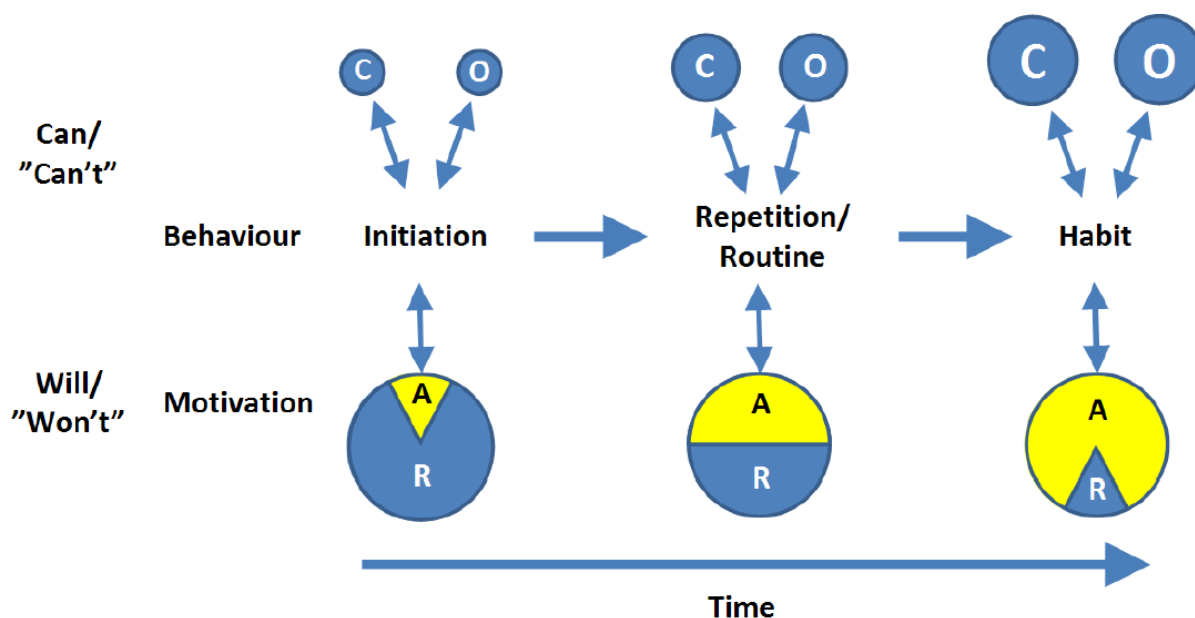 C O C O C O
Can/
”Can’t”
Behaviour Initiation Repetition/ Habit
Routine
Will/
”Won’t”
Motivation
A A A
R R R
Time